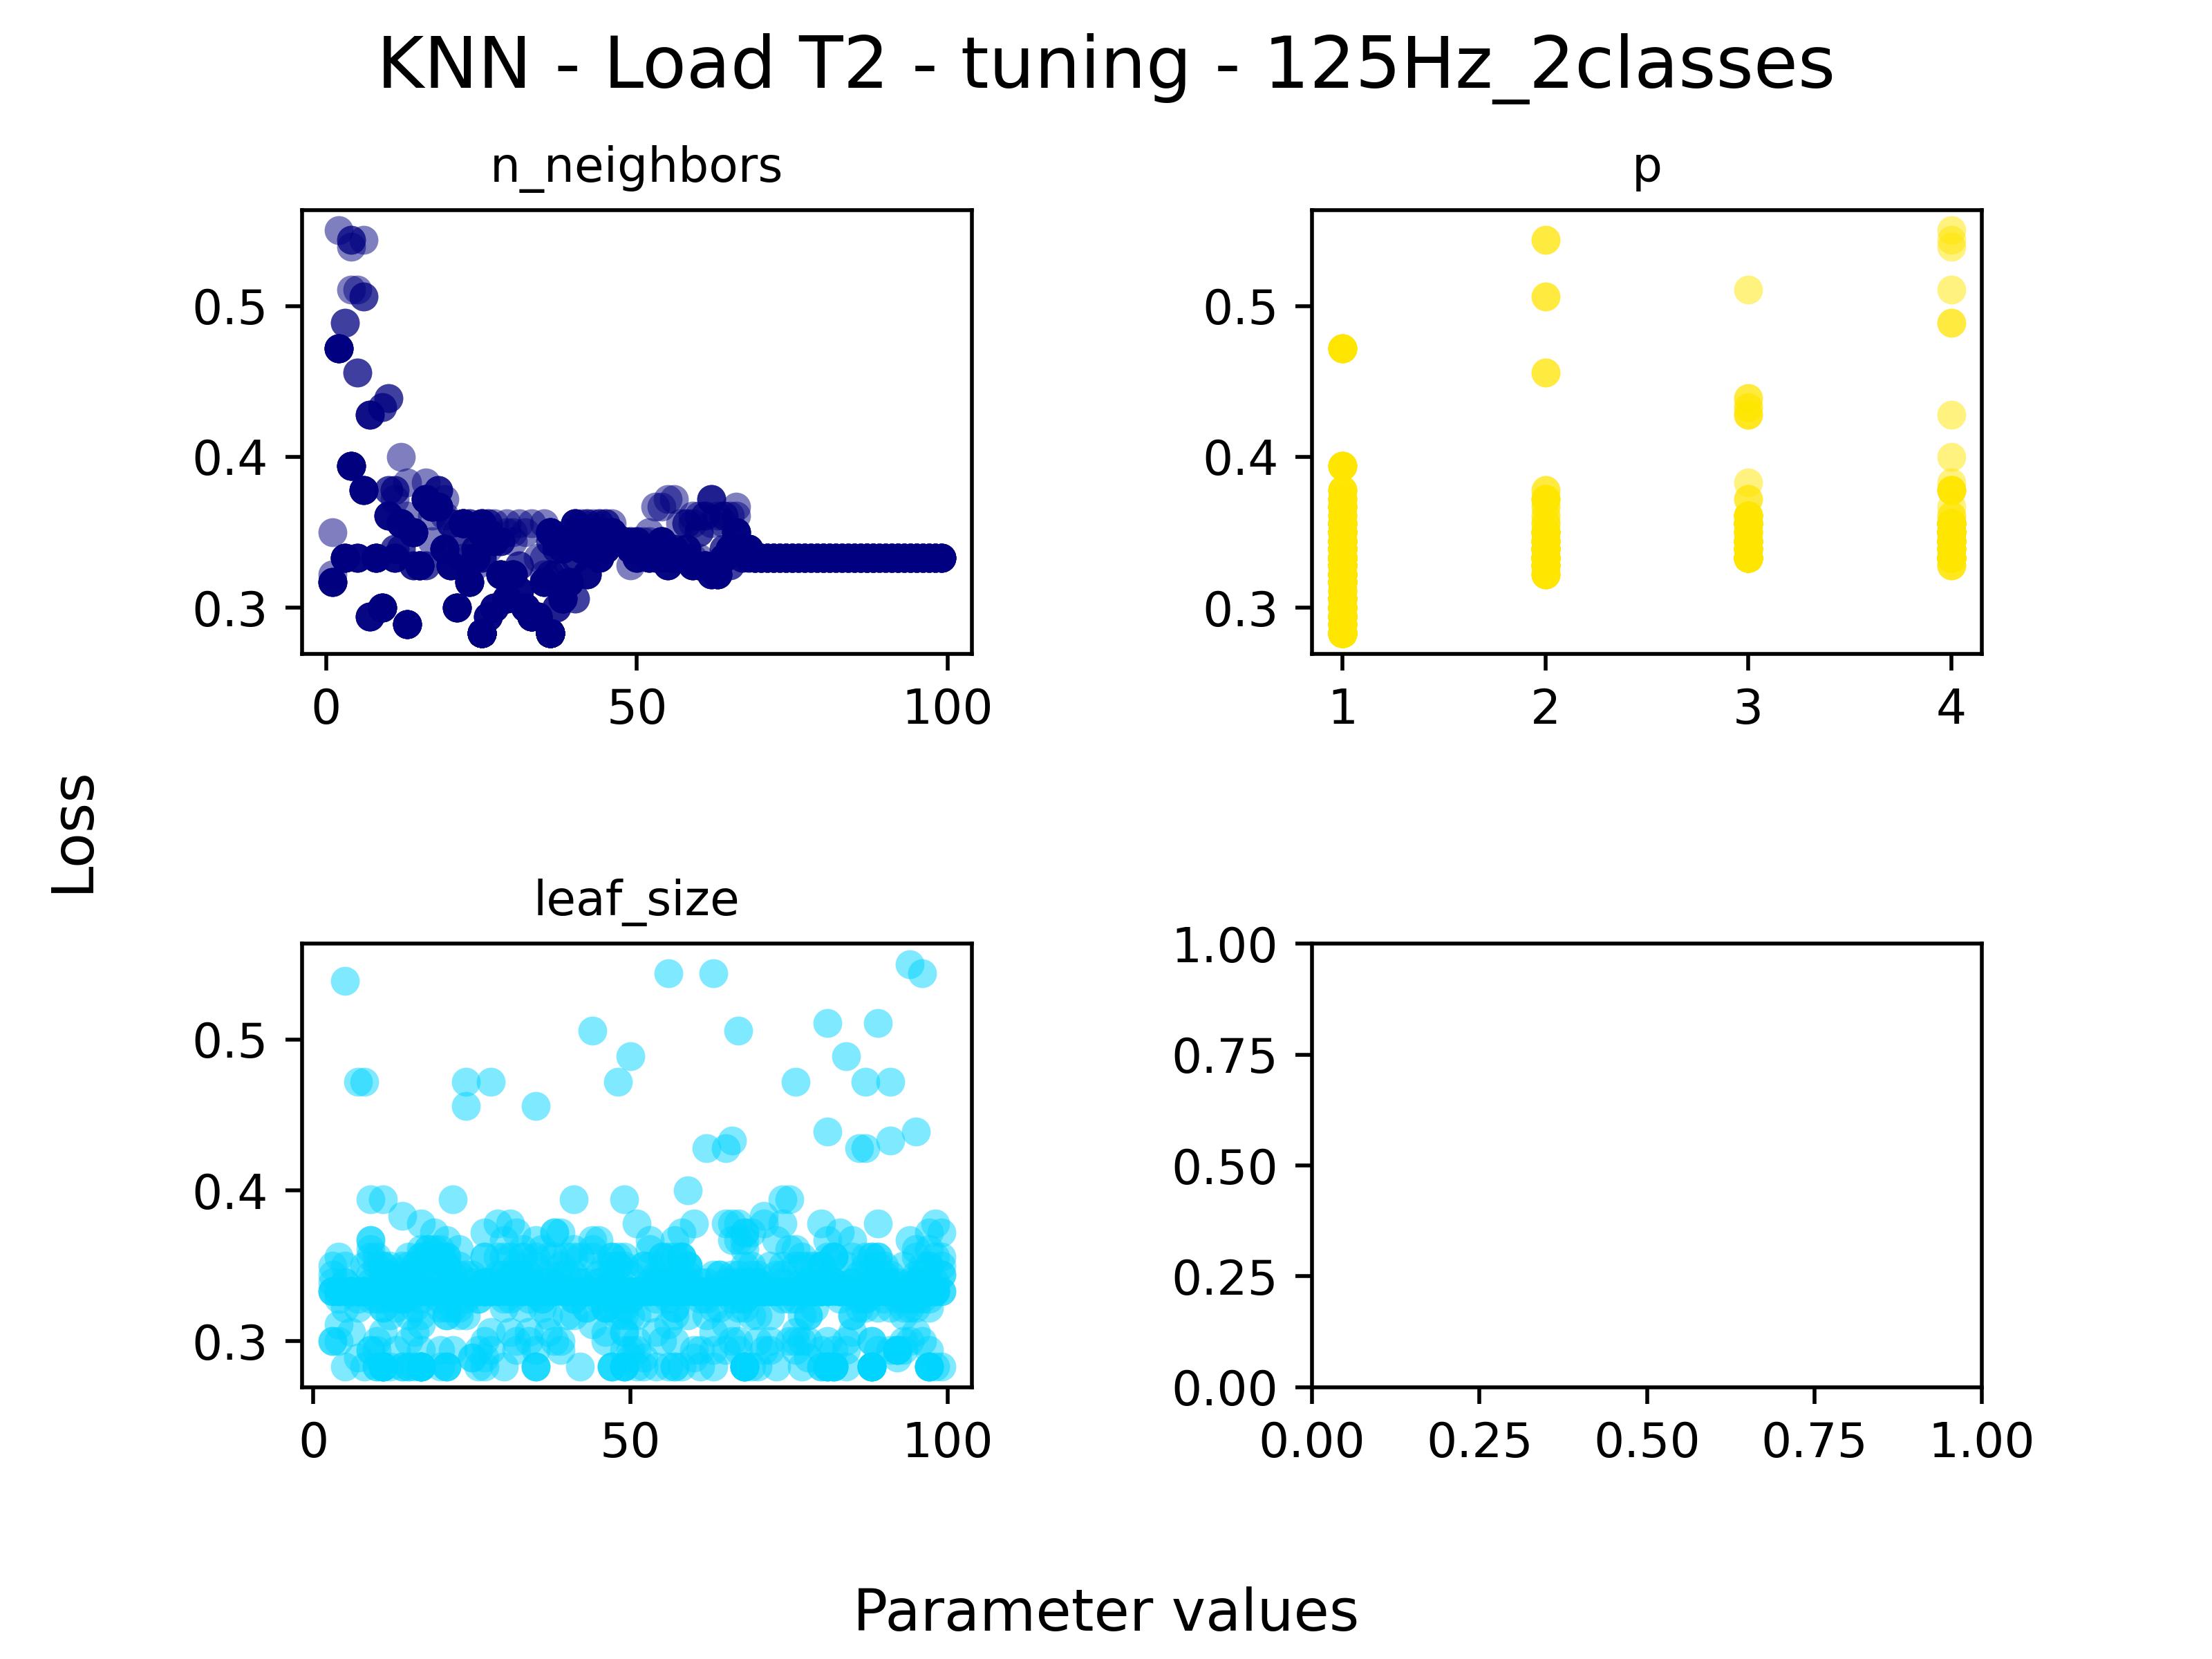 KNN - Load T2 - tuning - 125Hz_2classes
n_neighbors
0.5
0.4
0.3
0 50 100
p
0.5
0.4
0.3
1 2 3 4
Loss
leaf_size
0.5
0.4
0.3
0 50 100
1.00
0.75
0.50
0.25
0.00
0.00 0.25 0.50 0.75 1.00
Parameter values